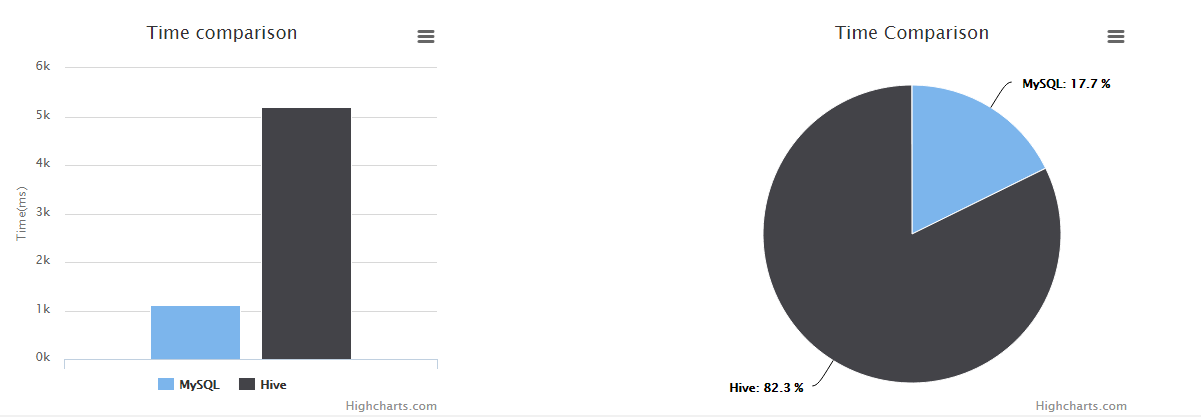 Time comparison
6k
5k
4k
3k
2k
1k
0k
Time(ms)
MySQL
Hive
Highcharts.com
Time Comparison
MySQL: 17.7 %
Hive: 82.3 %
Highcharts.com